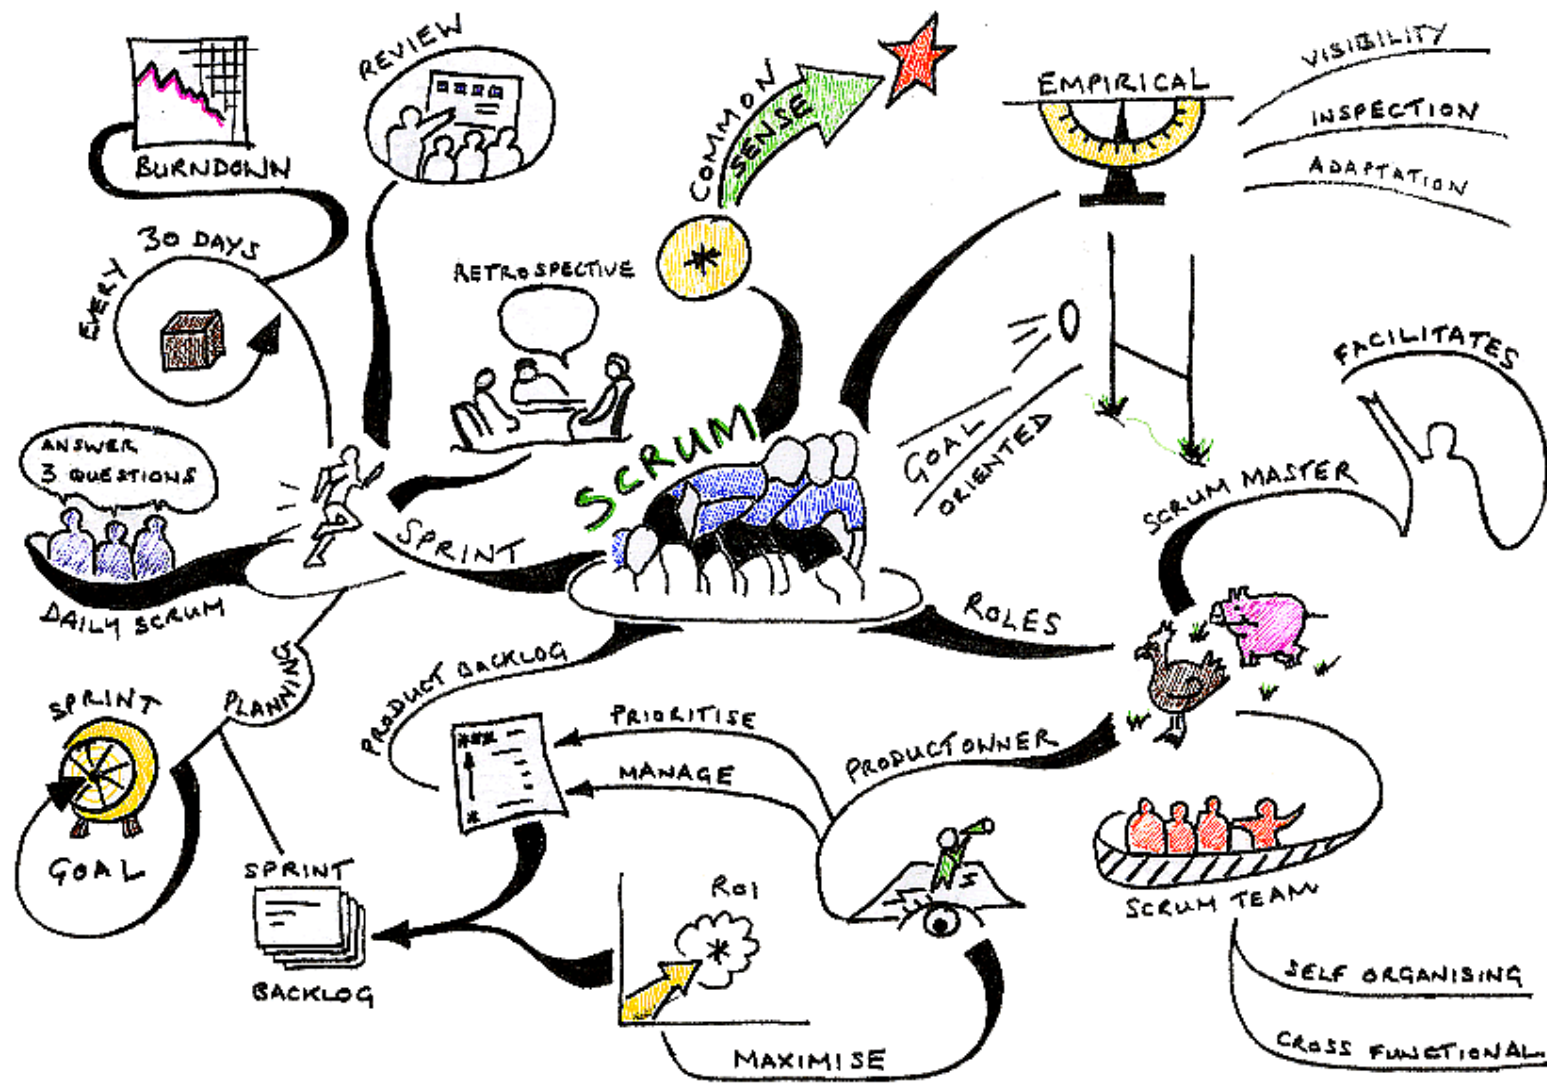 BURNDOWN
REVIEW
EVERY 30 DAYS
ANSWER
3 QUESTIONS
DAILY SCRUM
RETROSPECTIVE
COMMON
SENSE
EMPIRICAL
VISIBILITY
INSPECTION
ADAPTATION
GOAL
ORIENTED
FACILITATES
SCRUM MASTER
SCRUM
SPRINT
ROLES
PLANNING
SPRINT
GOAL
SPRINT
BACKLOG
PRODUCT BACKLOG
PRIORITISE
MANAGE
PRODUCT OWNER
ROI
MAXIMISE
SCRUM TEAM
SELF ORGANISING
CROSS FUNCTIONAL